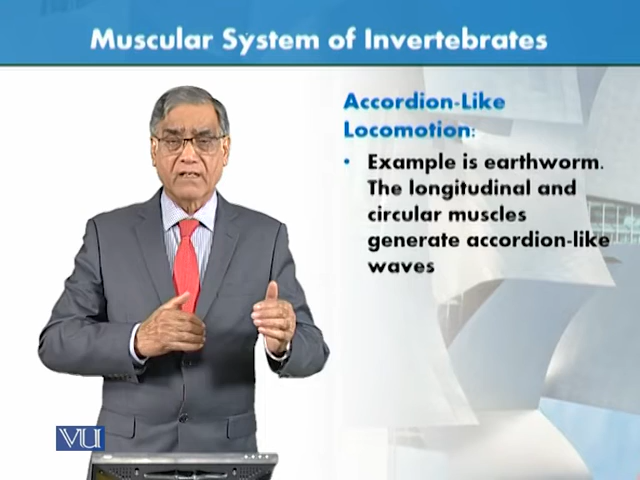 Muscular System of Invertebrates
Accordion-Like
Locomotion:
• Example is earthworm.
The longitudinal and
circular muscles
generate accordion-like
waves
VU